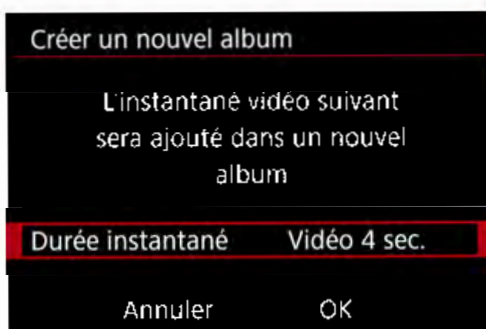 Créer un nouvel album
L'instantané vidéo suivant
sera ajouté dans un nouvel
album
Durée instantané Vidéo 4 sec.
Annuler OK